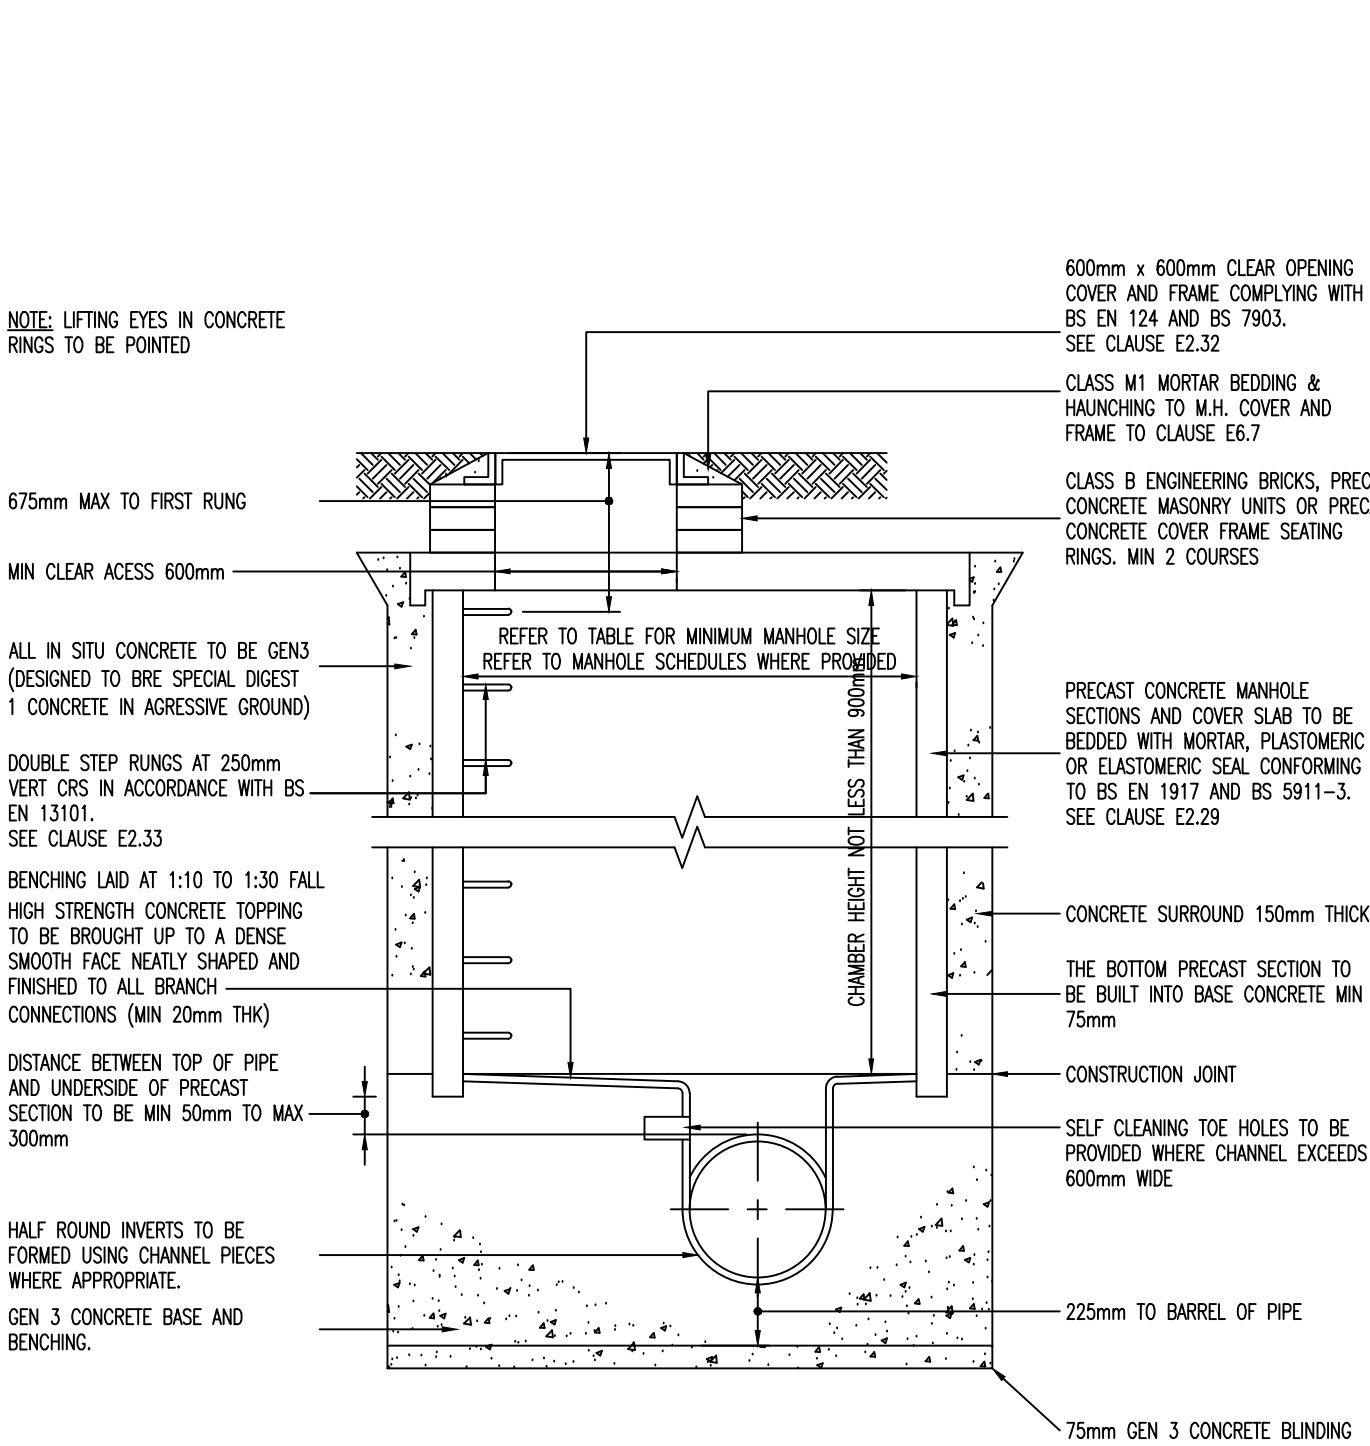 NOTE: LIFTING EYES IN CONCRETE
RINGS TO BE POINTED
675mm MAX TO FIRST RUNG
MIN CLEAR ACESS 600mm
ALL IN SITU CONCRETE TO BE GEN3
(DESIGNED TO BRE SPECIAL DIGEST
1 CONCRETE IN AGRESSIVE GROUND)
DOUBLE STEP RUNGS AT 250mm
VERT CRS IN ACCORDANCE WITH BS
EN 13101.
SEE CLAUSE E2.33
BENCHING LAID AT 1:10 TO 1:30 FALL
HIGH STRENGTH CONCRETE TOPPING
TO BE BROUGHT UP TO A DENSE
SMOOTH FACE NEATLY SHAPED AND
FINISHED TO ALL BRANCH
CONNECTIONS (MIN 20mm THK)
DISTANCE BETWEEN TOP OF PIPE
AND UNDERSIDE OF PRECAST
SECTION TO BE MIN 50mm TO MAX
300mm
HALF ROUND INVERTS TO BE
FORMED USING CHANNEL PIECES
WHERE APPROPRIATE.
GEN 3 CONCRETE BASE AND
BENCHING.
REFER TO TABLE FOR MINIMUM MANHOLE SIZE
REFER TO MANHOLE SCHEDULES WHERE PROVIDED
CHAMBER HEIGHT NOT LESS THAN 900mm
600mm x 600mm CLEAR OPENING
COVER AND FRAME COMPLYING WITH
BS EN 124 AND BS 7903.
SEE CLAUSE E2.32
CLASS M1 MORTAR BEDDING &
HAUNCHING TO M.H. COVER AND
FRAME TO CLAUSE E6.7
CLASS B ENGINEERING BRICKS, PREC
CONCRETE MASONRY UNITS OR PREC
CONCRETE COVER FRAME SEATING
RINGS. MIN 2 COURSES
PRECAST CONCRETE MANHOLE
SECTIONS AND COVER SLAB TO BE
BEDDED WITH MORTAR, PLASTOMERIC
OR ELASTOMERIC SEAL CONFORMING
TO BS EN 1917 AND BS 5911-3.
SEE CLAUSE E2.29
CONCRETE SURROUND 150mm THICK
THE BOTTOM PRECAST SECTION TO
BE BUILT INTO BASE CONCRETE MIN
75mm
CONSTRUCTION JOINT
SELF CLEANING TOE HOLES TO BE
PROVIDED WHERE CHANNEL EXCEEDS
600mm WIDE
225mm TO BARREL OF PIPE
75mm GEN 3 CONCRETE BLINDING